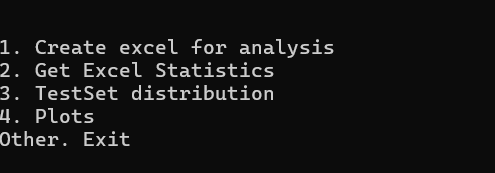 1. Create excel for analysis
2. Get Excel Statistics
3. TestSet distribution
4. Plots
Other. Exit